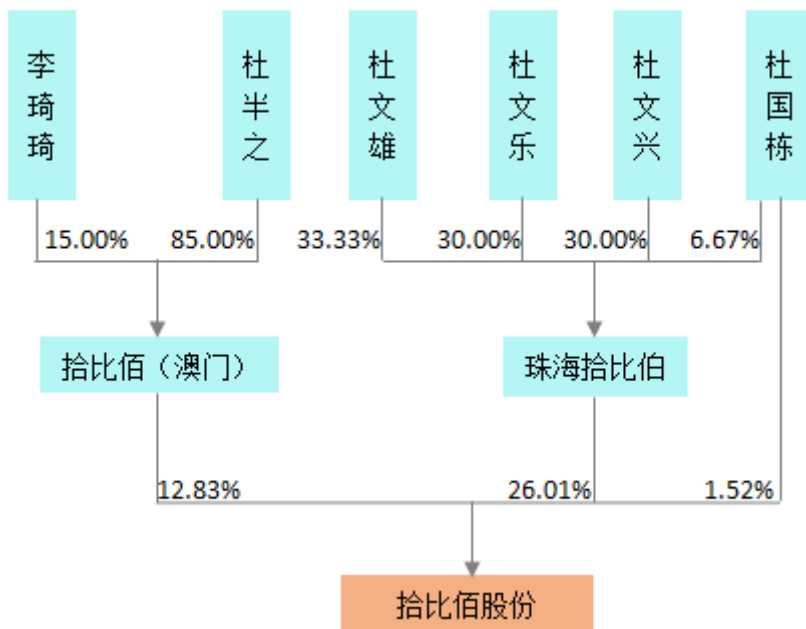 李琦琦
杜半之
杜文雄
杜文乐
杜文兴
杜国栋
15.00%
85.00%
33.33%
30.00%
30.00%
6.67%
拾比佰（澳门）
珠海拾比伯
12.83%
26.01%
1.52%
拾比佰股份